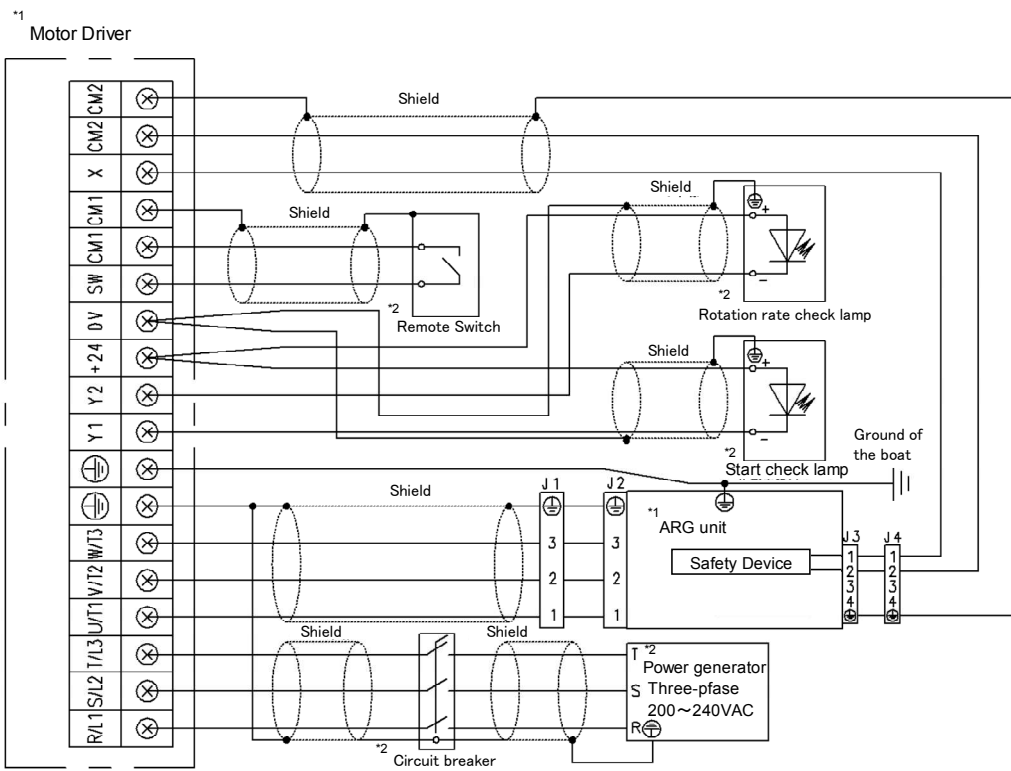 *1
Motor Driver
CM2
CM2
X
CM1
CM1
SW
0V
+24
Y2
Y1
W/T3
V/T2
U/T1
T/L3
S/L2
R/L1
Shield
Shield
*2
Remote Switch
Shield
+
−
*2
Rotation rate check lamp
Shield
+
−
*2
Start check lamp
Ground of
the boat
Shield
J1
3
2
1
J2
3
2
1
*1
ARG unit
Safety Device
J3
1
2
3
4
J4
1
2
3
4
Shield
Shield
*2
Circuit breaker
T
S
R
*2
Power generator
Three-pfase
200～240VAC